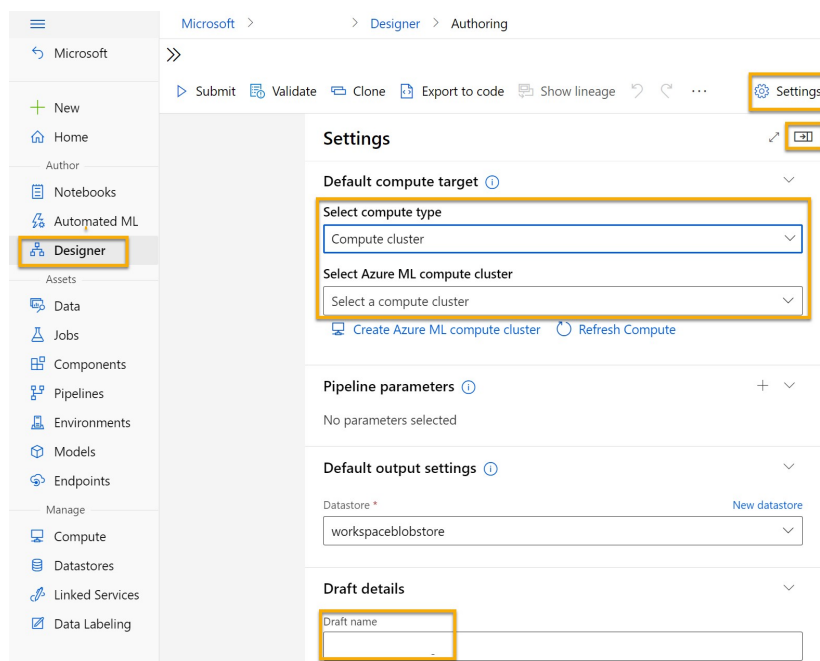 Microsoft > > Designer > Authoring
Microsoft
Submit Validate Clone Export to code Show lineage ... Settings
New
Home
Author
Notebooks
Automated ML
Designer
Assets
Data
Jobs
Components
Pipelines
Environments
Models
Endpoints
Manage
Compute
Datastores
Linked Services
Data Labeling
Settings
Default compute target
Select compute type
Compute cluster
Select Azure ML compute cluster
Select a compute cluster
Create Azure ML compute cluster Refresh Compute
Pipeline parameters
No parameters selected
Default output settings
Datastore * New datastore
workspaceblobstore
Draft details
Draft name